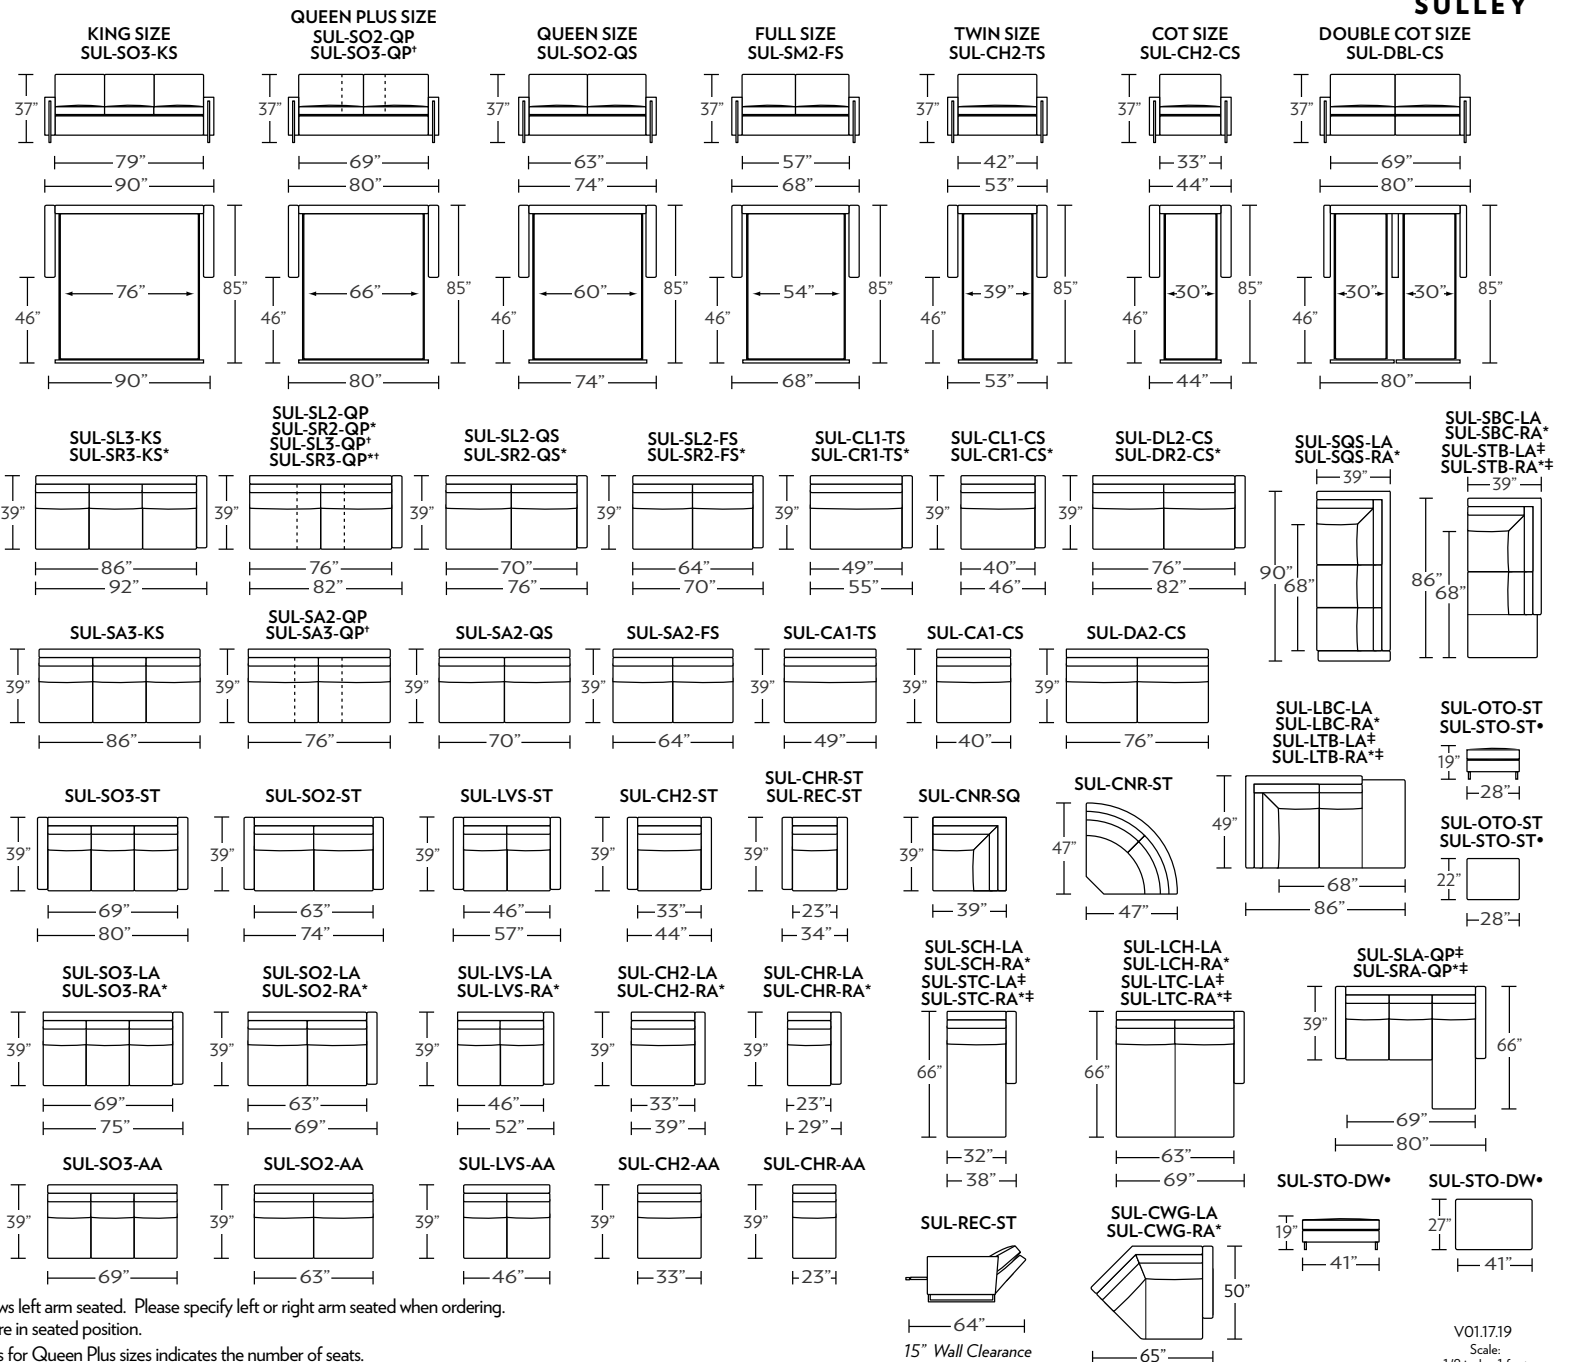 SULLEY
KING SIZE
SUL-SO3-KS
QUEEN PLUS SIZE
SUL-SO2-QP
SUL-SO3-QP†
QUEEN SIZE
SUL-SO2-QS
FULL SIZE
SUL-SM2-FS
TWIN SIZE
SUL-CH2-TS
COT SIZE
SUL-CH2-CS
DOUBLE COT SIZE
SUL-DBL-CS
37” 37” 37” 37” 37” 37” 37”
79” 69” 63” 57” 42” 33” 69”
90” 80” 74” 68” 53” 44” 80”
76” 85” 66” 85” 60” 85” 54” 85” 39” 85” 30” 85” 30” 30” 85”
46” 46” 46” 46” 46” 46” 46”
90” 80” 74” 68” 53” 44” 80”
SUL-SL3-KS
SUL-SR3-KS*
SUL-SL2-QP
SUL-SR2-QP*
SUL-SL3-QP†
SUL-SR3-QP*†
SUL-SL2-QS
SUL-SR2-QS*
SUL-SL2-FS
SUL-SR2-FS*
SUL-CL1-TS
SUL-CR1-TS*
SUL-CL1-CS
SUL-CR1-CS*
SUL-DL2-CS
SUL-DR2-CS*
SUL-SQS-LA
SUL-SQS-RA*
SUL-SBC-LA
SUL-SBC-RA*
SUL-STB-LA‡
SUL-STB-RA*‡
39” 39”
39” 39” 39” 39” 39” 39” 39”
86” 76” 70” 64” 49” 40” 76”
92” 82” 76” 70” 55” 46” 82”
90” 68” 86” 68”
SUL-SA3-KS
SUL-SA2-QP
SUL-SA3-QP†
SUL-SA2-QS
SUL-SA2-FS
SUL-CA1-TS
SUL-CA1-CS
SUL-DA2-CS
39” 39” 39” 39” 39” 39” 39”
86” 76” 70” 64” 49” 40” 76”
SUL-LBC-LA
SUL-LBC-RA*
SUL-LTB-LA‡
SUL-LTB-RA*‡
49”
68”
86”
SUL-OTO-ST
SUL-STO-ST•
19”
28”
SUL-OTO-ST
SUL-STO-ST•
22”
28”
SUL-SO3-ST
SUL-SO2-ST
SUL-LVS-ST
SUL-CH2-ST
SUL-CHR-ST
SUL-REC-ST
SUL-CNR-SQ
SUL-CNR-ST
39” 39” 39” 39” 39” 39” 47”
69” 63” 46” 33” 23” 39” 47”
80” 74” 57” 44” 34”
SUL-SO3-LA
SUL-SO3-RA*
SUL-SO2-LA
SUL-SO2-RA*
SUL-LVS-LA
SUL-LVS-RA*
SUL-CH2-LA
SUL-CH2-RA*
SUL-CHR-LA
SUL-CHR-RA*
39” 39” 39” 39” 39”
69” 63” 46” 33” 23”
75” 69” 52” 39” 29”
SUL-SCH-LA
SUL-SCH-RA*
SUL-STC-LA‡
SUL-STC-RA*‡
66”
32”
38”
SUL-LCH-LA
SUL-LCH-RA*
SUL-LTC-LA‡
SUL-LTC-RA*‡
66”
63”
69”
SUL-SLA-QP‡
SUL-SRA-QP*‡
39” 66”
69”
80”
SUL-SO3-AA
SUL-SO2-AA
SUL-LVS-AA
SUL-CH2-AA
SUL-CHR-AA
39” 39” 39” 39” 39”
69” 63” 46” 33” 23”
SUL-REC-ST
64”
15” Wall Clearance
SUL-CWG-LA
SUL-CWG-RA*
50”
65”
SUL-STO-DW•
19”
41”
SUL-STO-DW•
27”
41”
left arm seated. Please specify left or right arm seated when ordering.
in seated position.
for Queen Plus sizes indicates the number of seats.
V01.17.19
Scale: